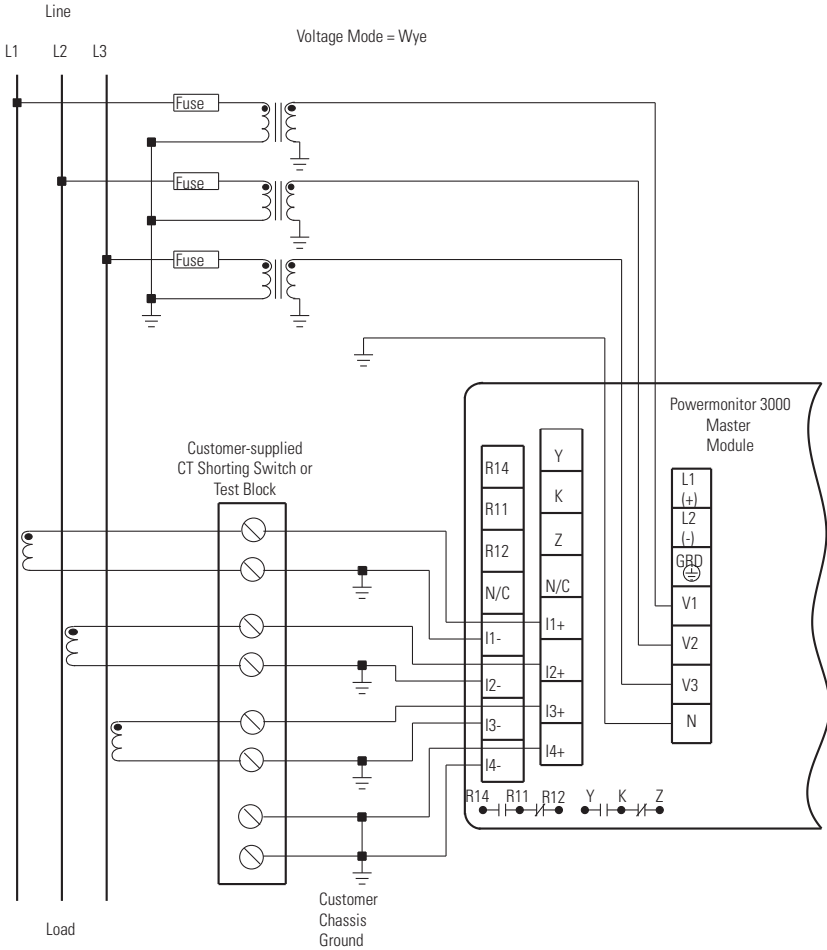 Line
Voltage Mode = Wye
L1
L2
L3
Fuse
Fuse
Fuse
Powermonitor 3000
Master
Module
Customer-supplied
CT Shorting Switch or
Test Block
R14
R11
R12
N/C
I1-
I2-
I3-
I4-
Y
K
Z
N/C
I1+
I2+
I3+
I4+
L1
(+)
L2
(-)
GRD
V1
V2
V3
N
R14
R11
R12
Y
K
Z
Customer
Chassis
Ground
Load